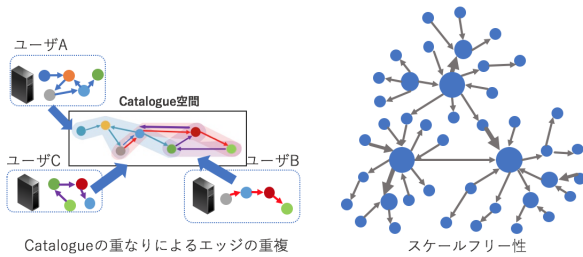 ユーザA
Catalogue空間
ユーザC
ユーザB
Catalogueの重なりによるエッジの重複
スケールフリー性